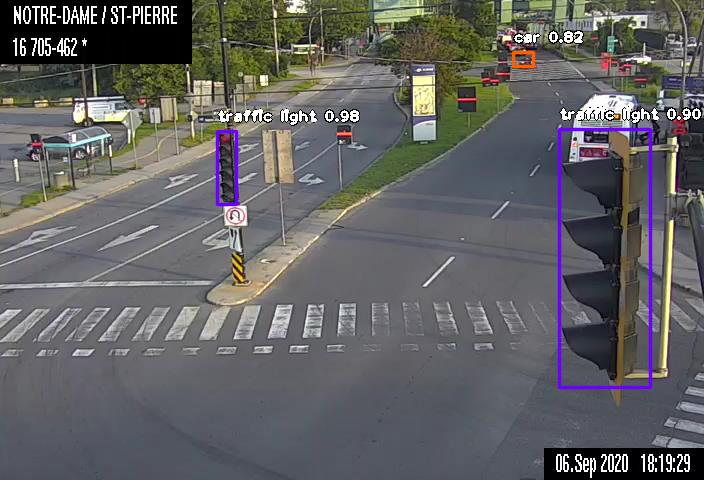 NOTRE-DAME / ST-PIERRE
16 705-462 *
car 0.82
traffic light 0.98
traffic light 0.90
06.Sep 2020 18:19:29